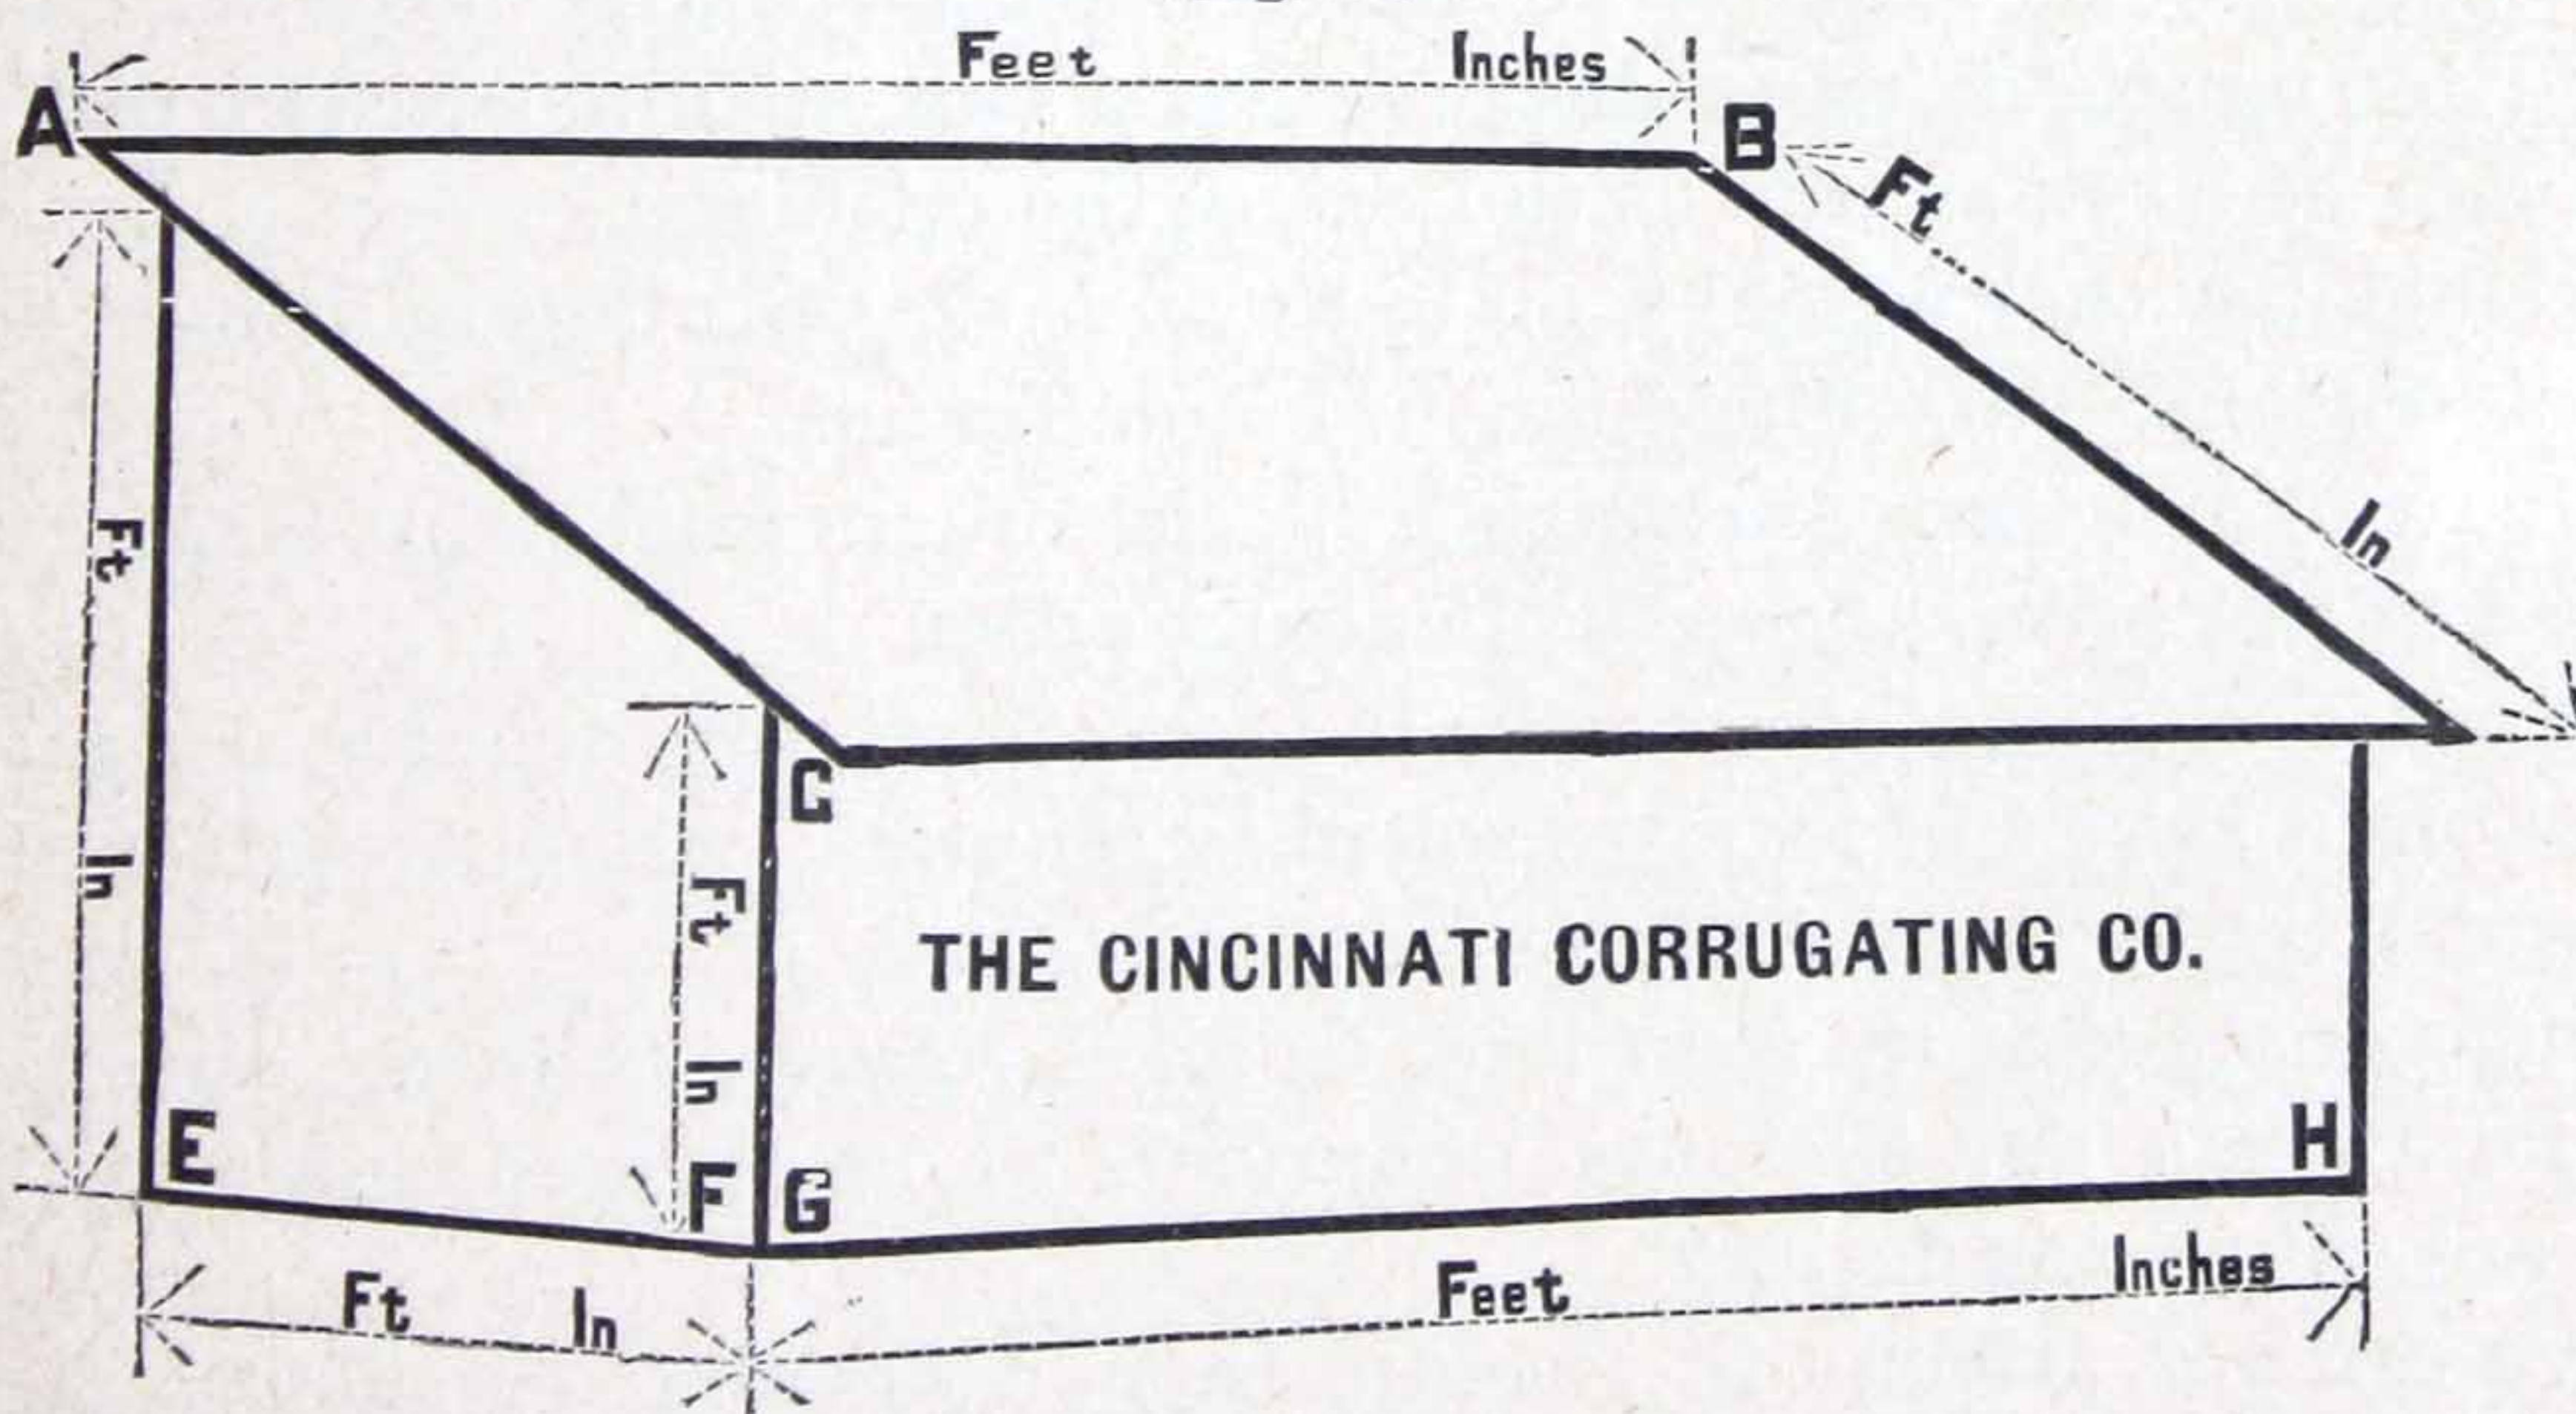 Feet Inches
A
B
Ft
In
Ft
In
C
Ft
In
THE CINCINNATI CORRUGATING CO.
E
F G
H
Ft In
Feet Inches